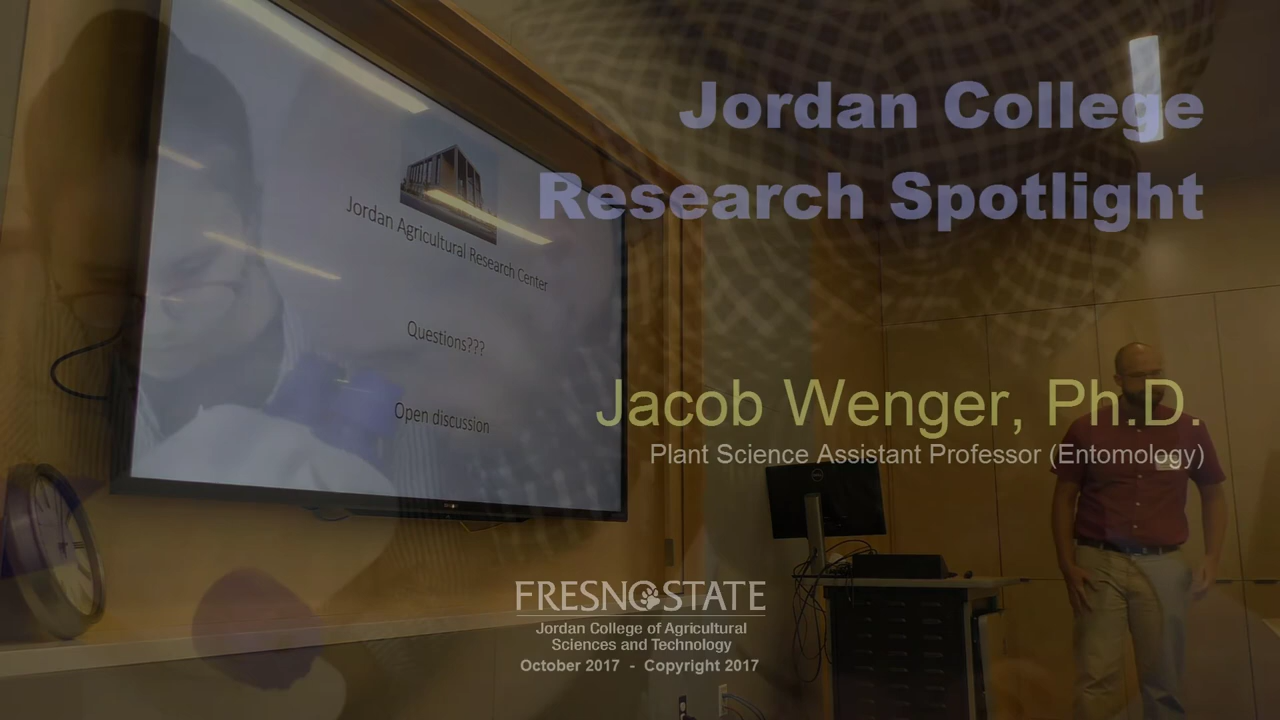 Jordan College
Research Spotlight
Jordan Agricultural Research Center
Questions???
Open discussion
Jacob Wenger, Ph.D.
Plant Science Assistant Professor (Entomology)
FRESNO STATE
Jordan College of Agricultural
Sciences and Technology
October 2017 - Copyright 2017